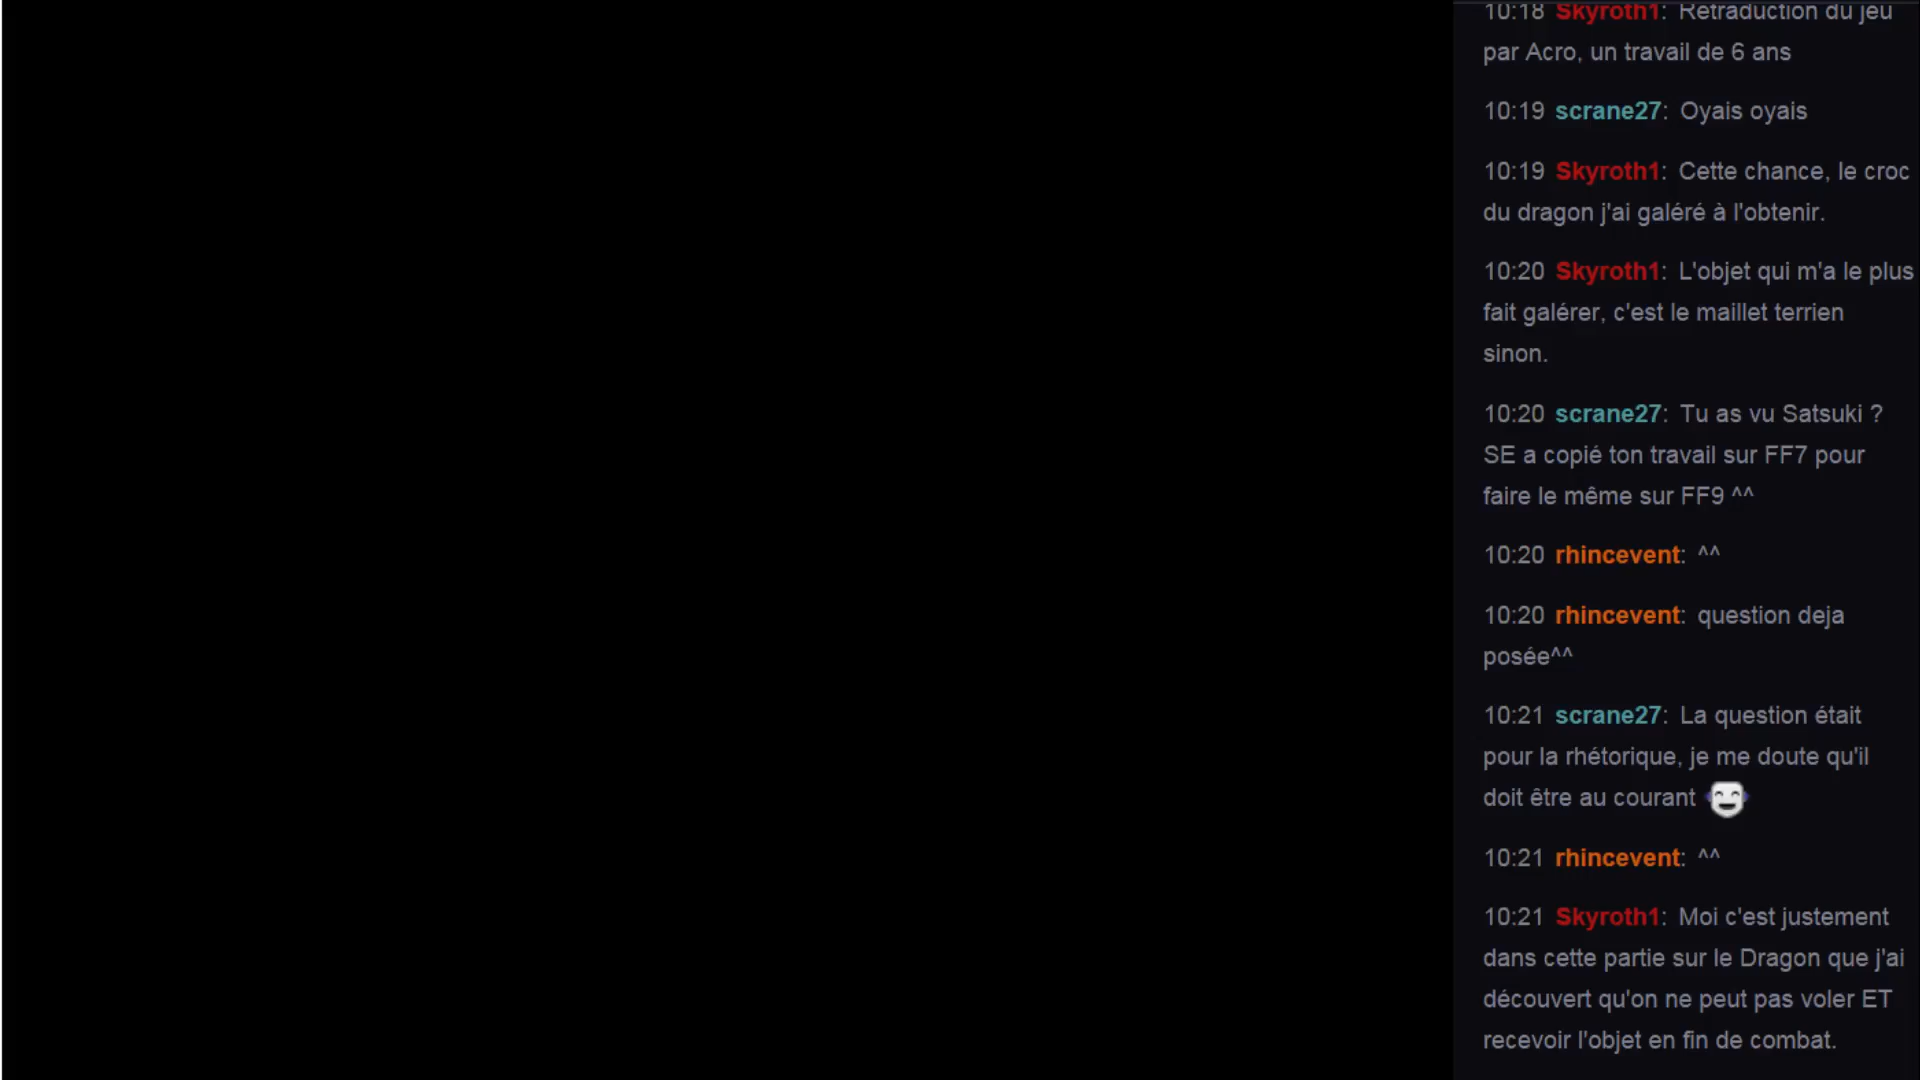 10:18 Skyroth1: Retraduction du jeu
par Acro, un travail de 6 ans
10:19 scrane27: Oyais oyais
10:19 Skyroth1: Cette chance, le croc
du dragon j'ai galéré à l'obtenir.
10:20 Skyroth1: L'objet qui m'a le plus
fait galérer, c'est le maillet terrien
sinon.
10:20 scrane27: Tu as vu Satsuki ?
SE a copié ton travail sur FF7 pour
faire le même sur FF9 ^^
10:20 rhincevent: ^^
10:20 rhincevent: question deja
posée^^
10:21 scrane27: La question était
pour la rhétorique, je me doute qu'il
doit être au courant
10:21 rhincevent: ^^
10:21 Skyroth1: Moi c'est justement
dans cette partie sur le Dragon que j'ai
découvert qu'on ne peut pas voler ET
recevoir l'objet en fin de combat.